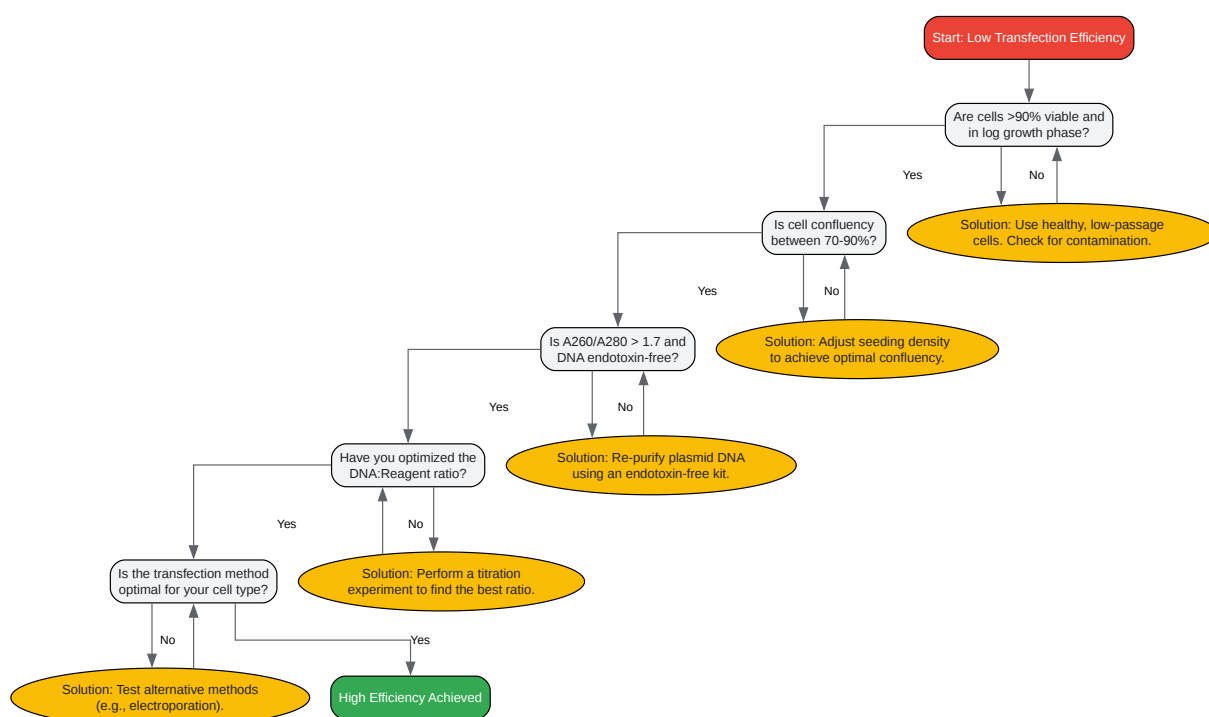 Start: Low Transfection Efficiency
Are cells >90% viable and
in log growth phase?
Yes
No
Solution: Use healthy, low-passage
cells. Check for contamination.
Is cell confluency
between 70-90%?
Yes
No
Solution: Adjust seeding density
to achieve optimal confluency.
Is A260/A280 > 1.7 and
DNA endotoxin-free?
Yes
No
Solution: Re-purify plasmid DNA
using an endotoxin-free kit.
Have you optimized the
DNA:Reagent ratio?
Yes
No
Solution: Perform a titration
experiment to find the best ratio.
Is the transfection method
optimal for your cell type?
No
Yes
Solution: Test alternative methods
(e.g., electroporation).
High Efficiency Achieved